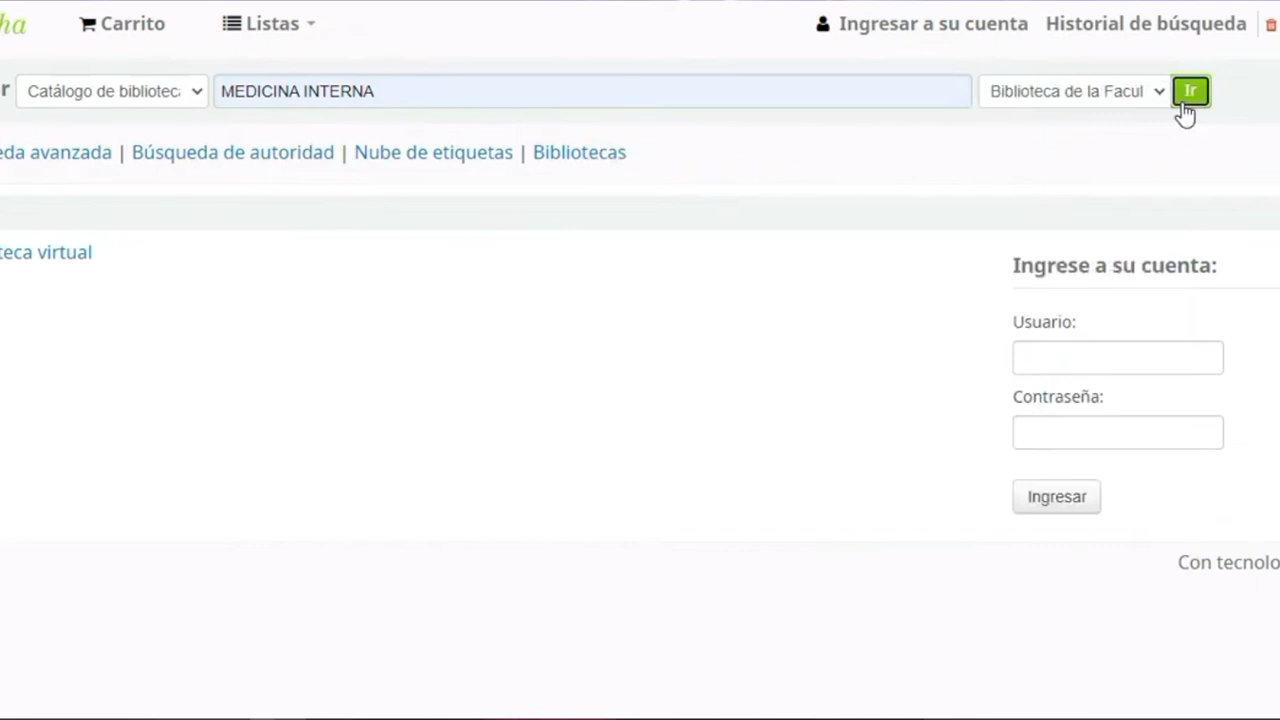 ha Carrito Listas Ingresar a su cuenta Historial de búsqueda
r Catálogo de bibliotec MEDICINA INTERNA Biblioteca de la Facul Ir
eda avanzada | Búsqueda de autoridad | Nube de etiquetas | Bibliotecas
teca virtual
Ingrese a su cuenta:
Usuario:
Contraseña:
Ingresar
Con tecnolo